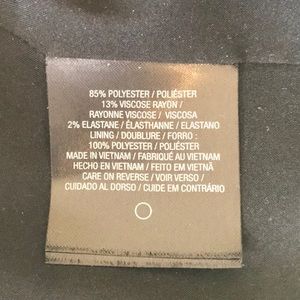 85% POLYESTER / POLIÉSTER
13% VISCOSE RAYON /
RAYONNE VISCOSE / VISCOSA
2% ELASTANE / ÉLASTHANNE / ELASTANO
LINING / DOUBLURE / FORRO :
100% POLYESTER / POLIÉSTER
MADE IN VIETNAM / FABRIQUÉ AU VIETNAM
HECHO EN VIETNAM / FEITO EM VIETNÃ
CARE ON REVERSE / VOIR VERSO /
CUIDADO AL DORSO / CUIDE EM CONTRÁRIO